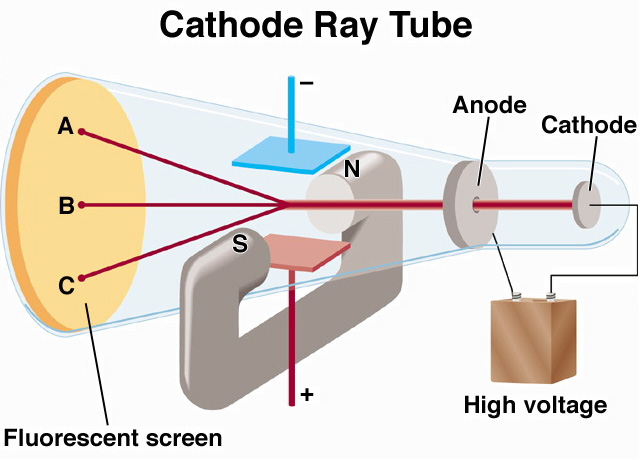 Cathode Ray Tube
Anode
Cathode
A
B
C
N
S
–
+
High voltage
Fluorescent screen